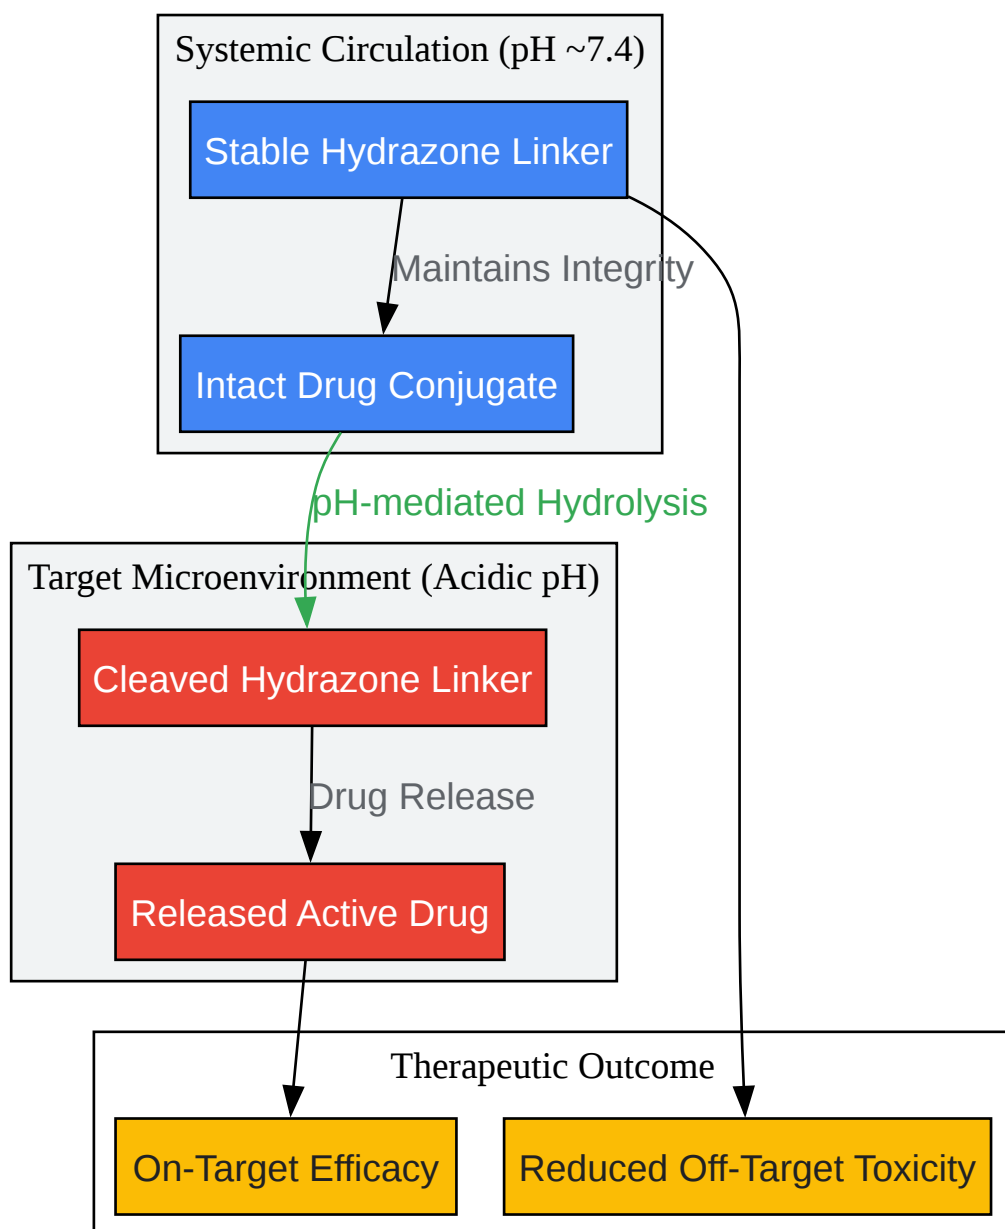 Systemic Circulation (pH ~7.4)
Stable Hydrazone Linker
Maintains Integrity
Intact Drug Conjugate
pH-mediated Hydrolysis
Target Microenvironment (Acidic pH)
Cleaved Hydrazone Linker
Drug Release
Released Active Drug
Therapeutic Outcome
On-Target Efficacy
Reduced Off-Target Toxicity